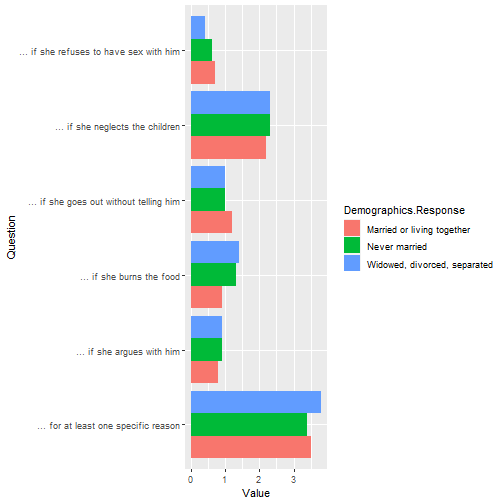 ... if she refuses to have sex with him
... if she neglects the children
... if she goes out without telling him
... if she burns the food
... if she argues with him
... for at least one specific reason
Question
0 1 2 3
Value
Demographics.Response
Married or living together
Never married
Widowed, divorced, separated